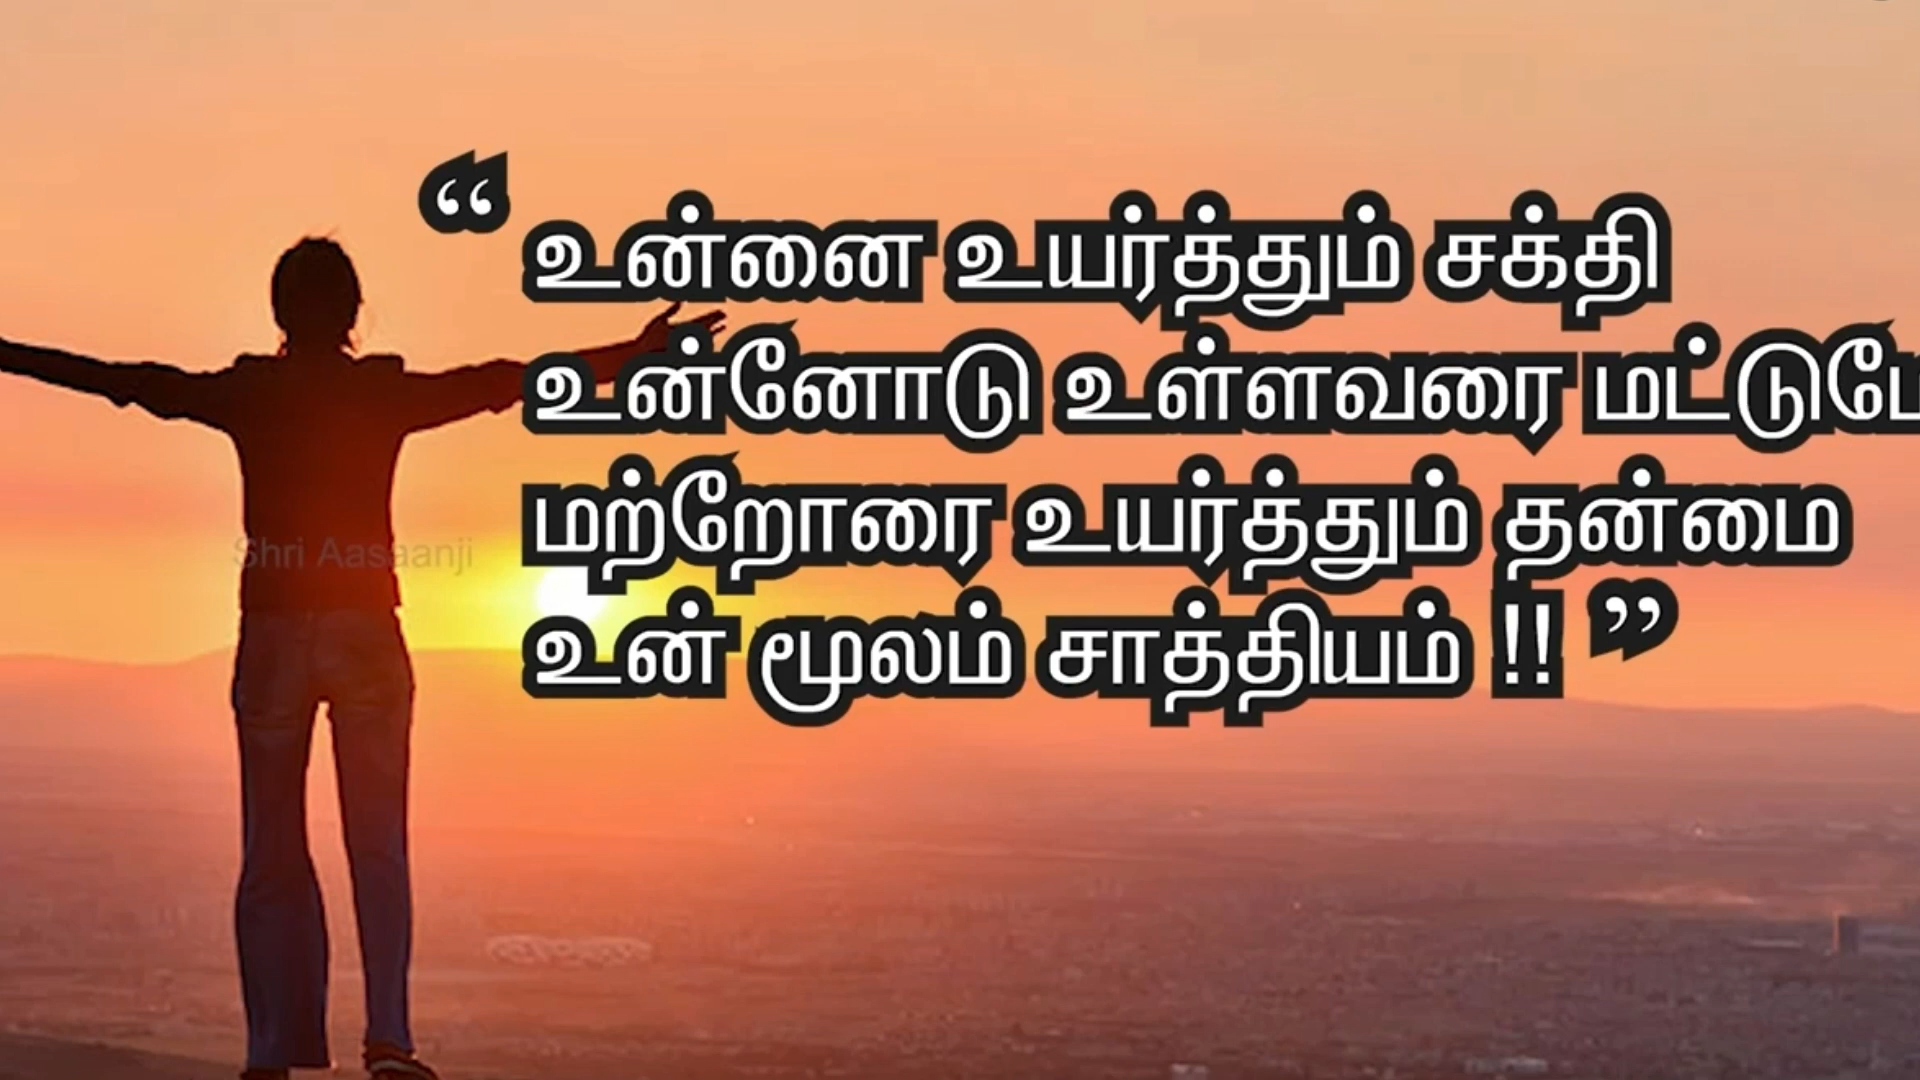 “ உன்னை உயர்த்தும் சக்தி
உன்னோடு உள்ளவரை மட்டுமே
மற்றோரை உயர்த்தும் தன்மை
உன் மூலம் சாத்தியம் !! ”
Shri Aasaanji